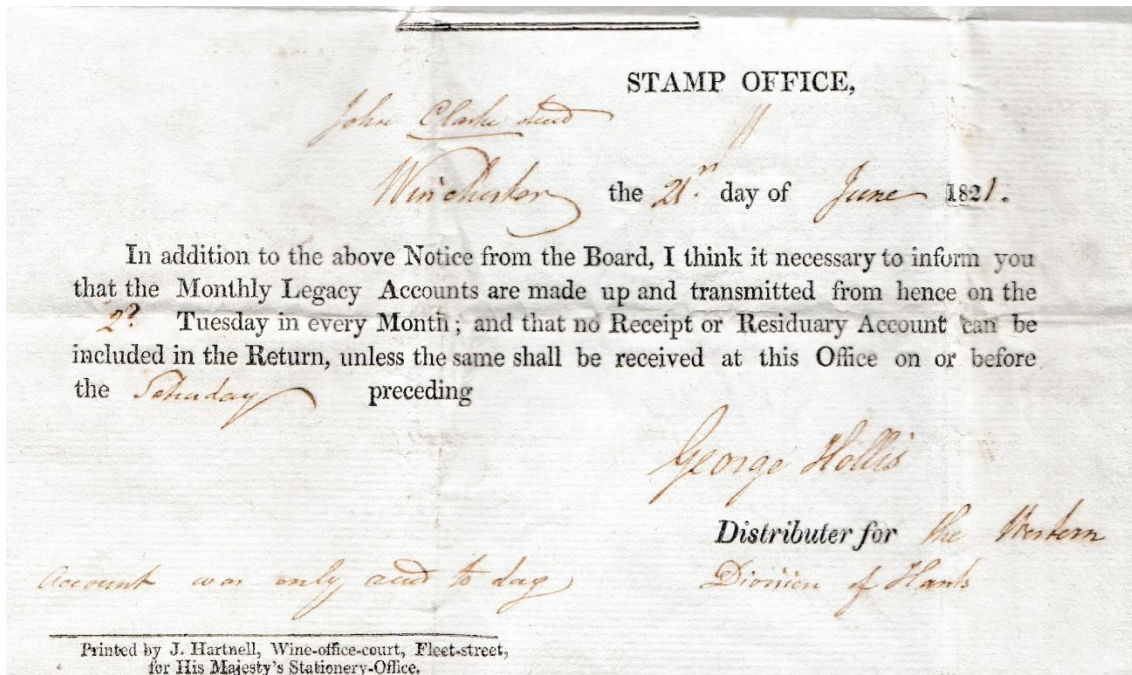 STAMP OFFICE,
John Clarke decd
Winchester the 21.st day of June 1821.
In addition to the above Notice from the Board, I think it necessary to inform you
that the Monthly Legacy Accounts are made up and transmitted from hence on the
2d. Tuesday in every Month; and that no Receipt or Residuary Account can be
included in the Return, unless the same shall be received at this Office on or before
the Saturday preceding
George Hollis
Distributer for the Western
Division of Hants
Account was only to day
Printed by J. Hartnell, Wine-office-court, Fleet-street,
for His Majesty's Stationery-Office.